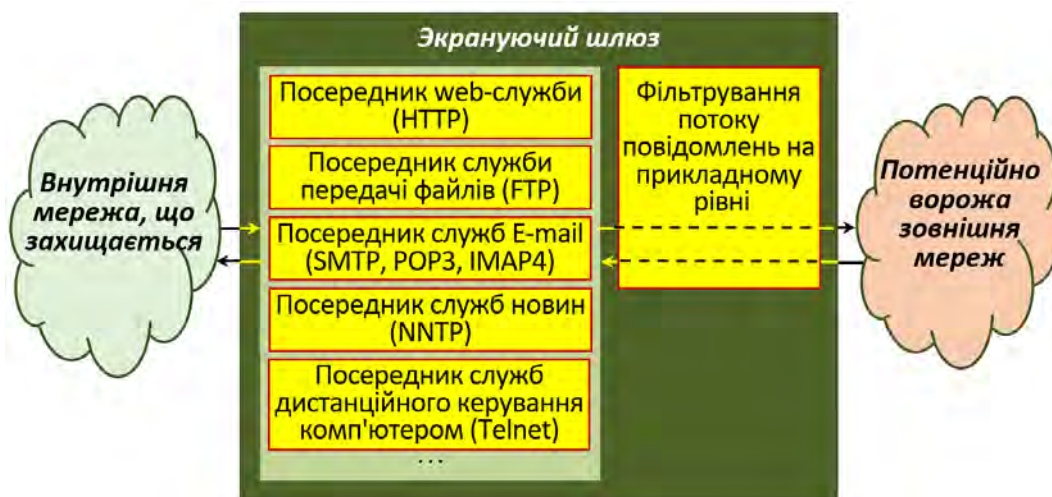 Экрануючий шлюз
Посередник web-служби
(HTTP)
Посередник служби
передачі файлів (FTP)
Посередник служб E-mail
(SMTP, POP3, IMAP4)
Посередник служб новин
(NNTP)
Посередник служб
дистанційного керування
комп'ютером (Telnet)
...
Фільтрування
потоку
повідомлень на
прикладному
рівні
Внутрішня
мережа, що
захищається
Потенційно
ворожа
зовнішня
мереж